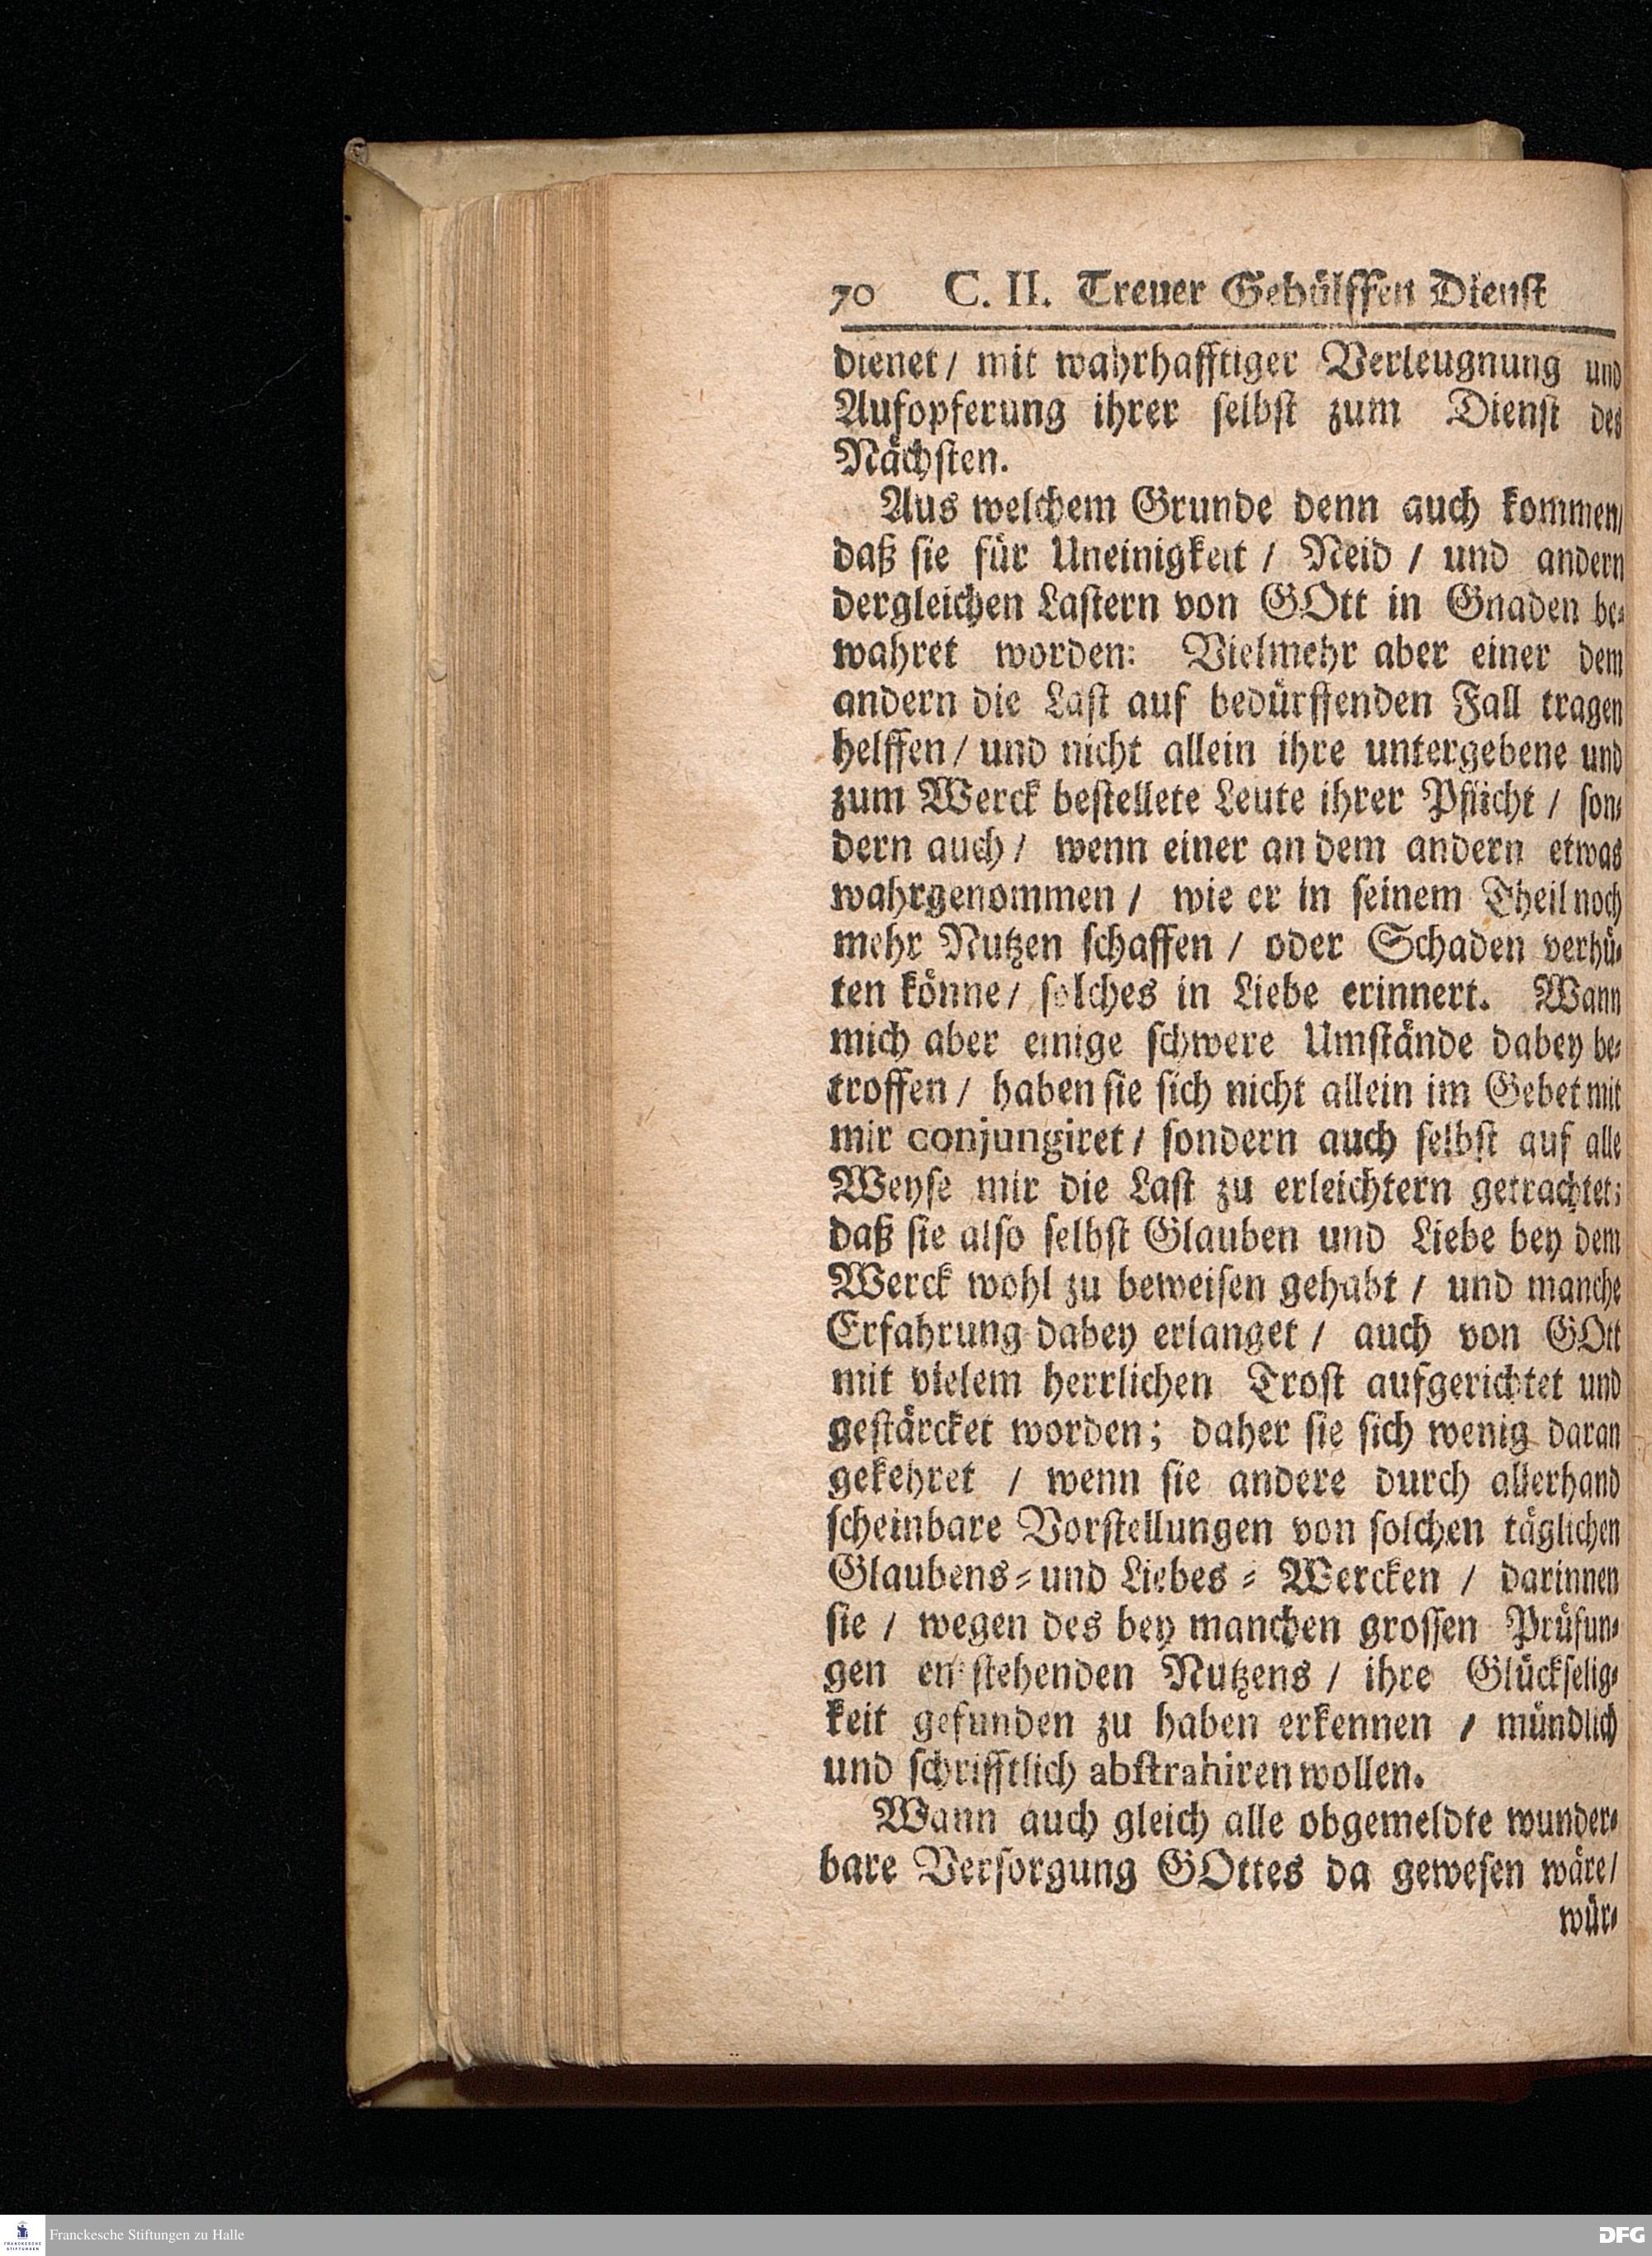 70 C. II. Treuer Gehülffen Dienst
dienet / mit wahrhafftiger Verleugnung und
Aufopferung ihrer selbst zum Dienst des
Nächsten.
Aus welchem Grunde denn auch kommen /
daß sie für Uneinigkeit / Neid / und andern
dergleichen Lastern von GOtt in Gnaden be-
wahret worden: Vielmehr aber einer dem
andern die Last auf bedürffenden Fall tragen
helffen / und nicht allein ihre untergebene und
zum Werck bestellete Leute ihrer Pflicht / son-
dern auch / wenn einer an dem andern etwas
wahrgenommen / wie er in seinem Theil noch
mehr Nutzen schaffen / oder Schaden verhü-
ten könne / solches in Liebe erinnert. Wann
mich aber einige schwere Umstände dabey be-
troffen / haben sie sich nicht allein im Gebet mit
mir conjungiret / sondern auch selbst auf alle
Weyse mir die Last zu erleichtern getrachtet;
daß sie also selbst Glauben und Liebe bey dem
Werck wohl zu beweisen gehabt / und manche
Erfahrung dabey erlanget / auch von GOtt
mit vielem herrlichen Trost aufgerichtet und
gestärcket worden; daher sie sich wenig daran
gekehret / wenn sie andere durch allerhand
scheinbare Vorstellungen von solchen täglichen
Glaubens- und Liebes- Wercken / darinnen
sie / wegen des bey manchen grossen Prüfun-
gen entstehenden Nutzens / ihre Glückselig-
keit gefunden zu haben erkennen / mündlich
und schrifftlich abstrahiren wollen.
Wann auch gleich alle obgemeldte wunder-
bare Versorgung GOttes da gewesen wäre /
wür-
Franckesche Stiftungen zu Halle
DFG